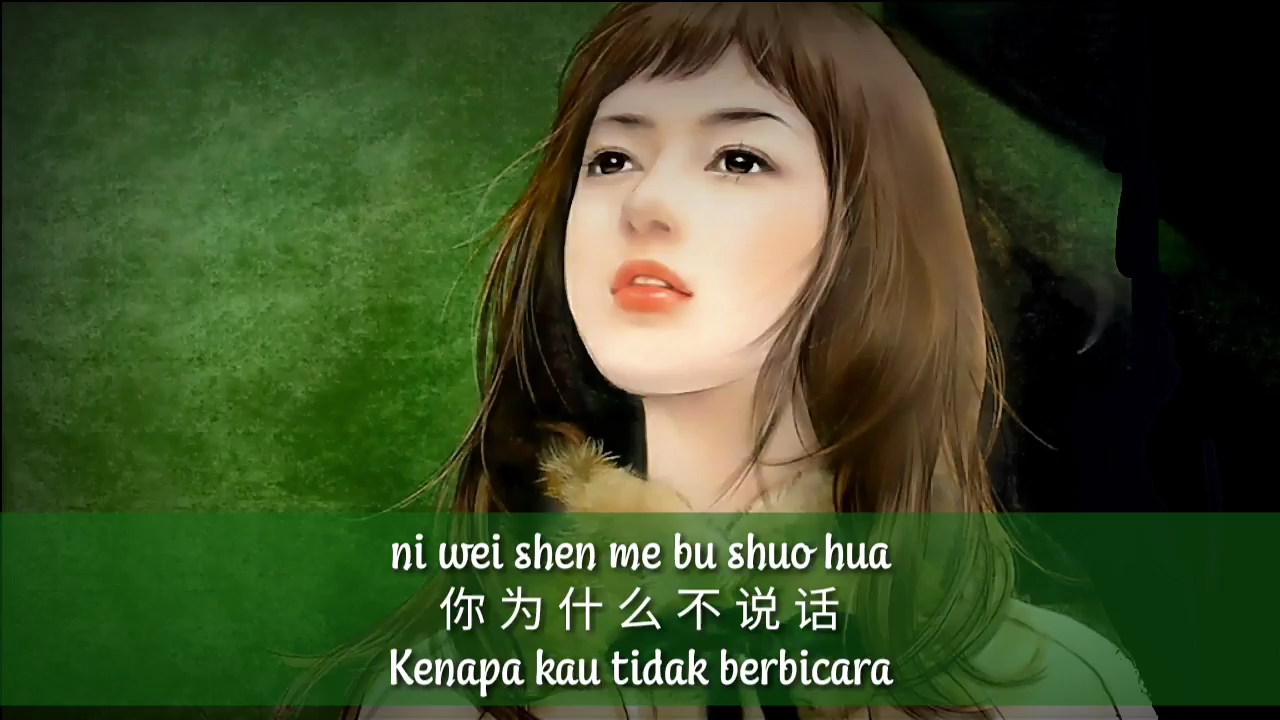 ni wei shen me bu shuo hua
你为什么不说话
Kenapa kau tidak berbicara